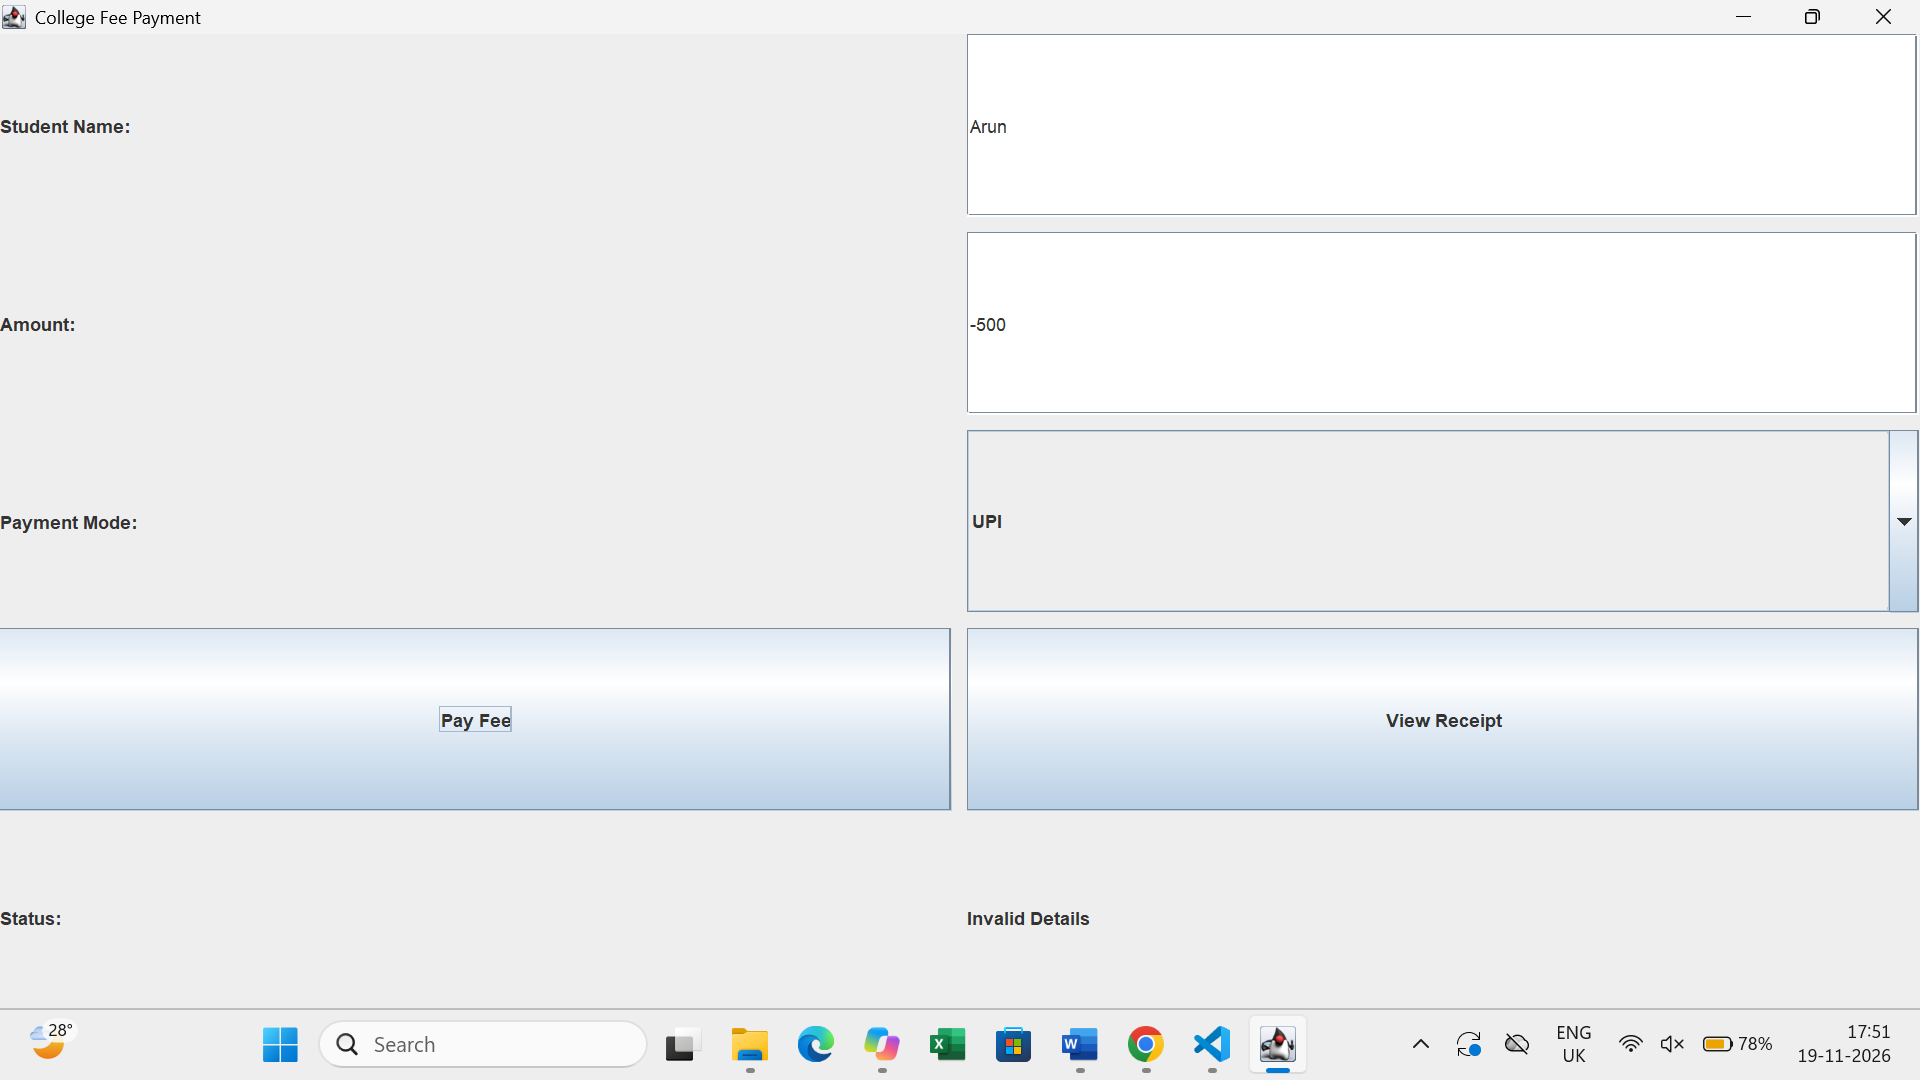 College Fee Payment
Student Name:
Arun
Amount:
-500
Payment Mode:
UPI
Pay Fee
View Receipt
Status:
Invalid Details
28°
Search
ENG
UK
78%
17:51
19-11-2026